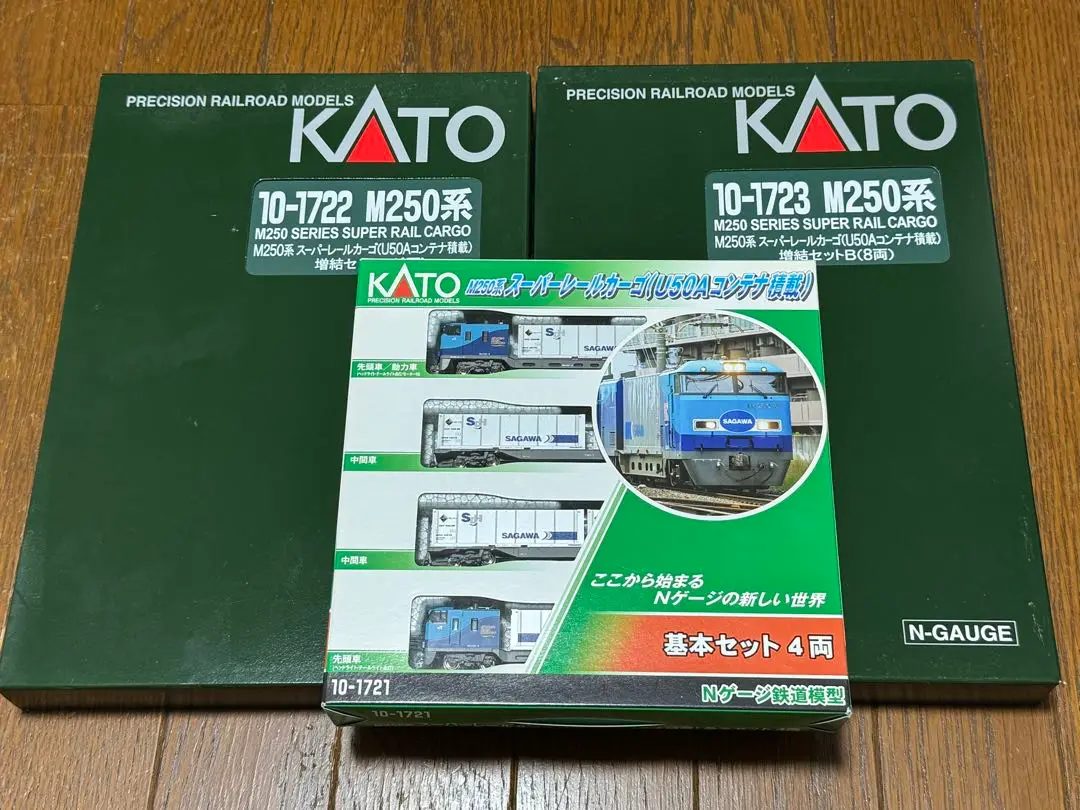 PRECISION RAILROAD MODELS
KATO
10-1722 M250系
M250 SERIES SUPER RAIL CARGO
M250系 スーパーレールカーゴ(U50Aコンテナ積載)
増結セ
PRECISION RAILROAD MODELS
KATO
10-1723 M250系
M250 SERIES SUPER RAIL CARGO
M250系 スーパーレールカーゴ(U50Aコンテナ積載)
増結セットB(8両)
N-GAUGE
KATO
PRECISION RAILROAD MODELS
M250系 スーパーレールカーゴ(U50Aコンテナ積載)
SAGAWA
先頭車/動力車
SAGAWA
SAGAWA
中間車
SAGAWA
中間車
先頭車
ここから始まる
Nゲージの新しい世界
基本セット 4両
10-1721
Nゲージ鉄道模型
10-1721